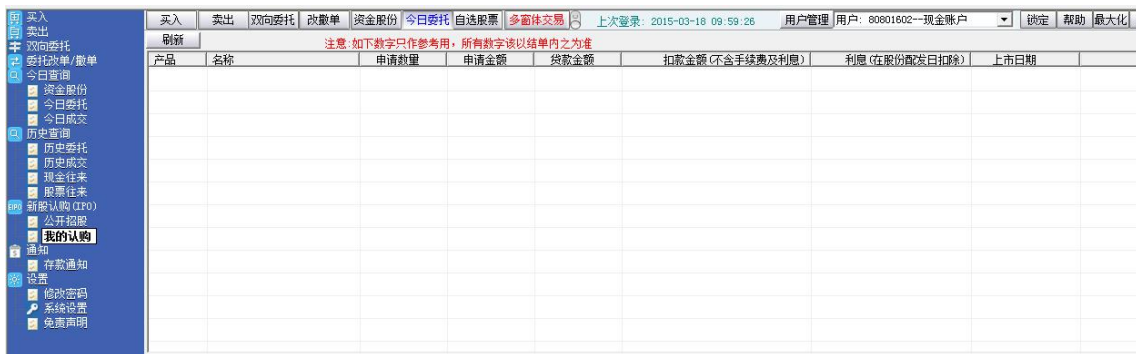 买入
卖出
双向委托
委托改单/撤单
今日查询
资金股份
今日委托
今日成交
历史查询
历史委托
历史成交
现金往来
股票往来
EIPO 新股认购(IPO)
公开招股
我的认购
通知
存款通知
设置
修改密码
系统设置
免责声明
买入 卖出 双向委托 改撤单 资金股份 今日委托 自选股票 多窗体交易 上次登录: 2015-03-18 09:59:26 用户管理 用户: 80801602--现金账户 锁定 帮助 最大化
刷新 注意:如下数字只作参考用，所有数字该以结单内之为准
产品 名称 申请数量 申请金额 贷款金额 扣款金额(不含手续费及利息) 利息(在股份配发日扣除) 上市日期